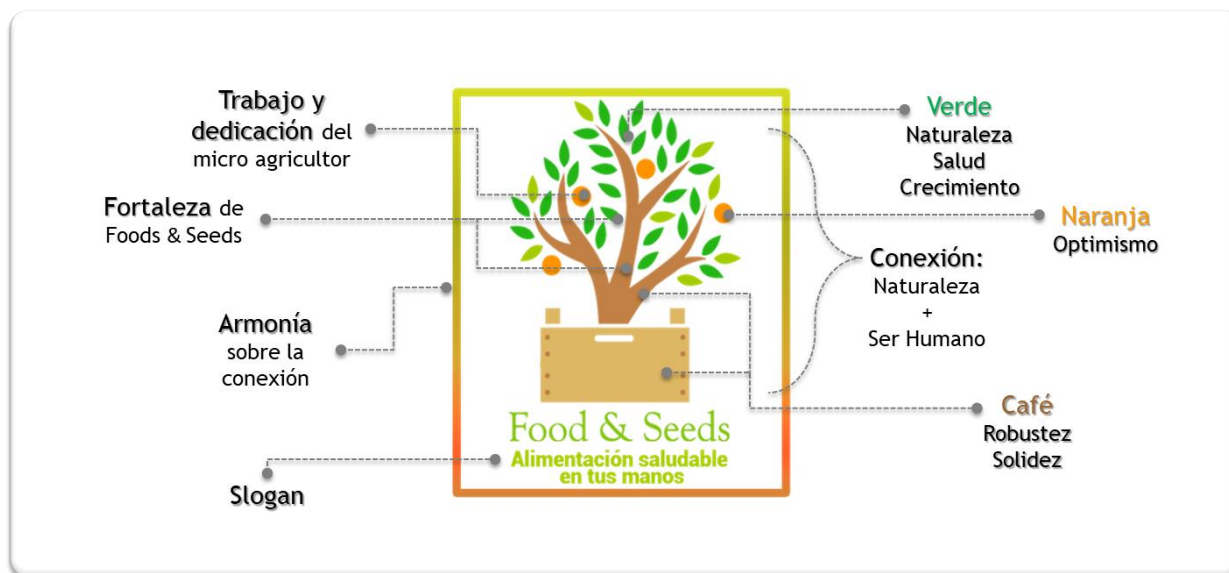 Trabajo y
dedicación del
micro agricultor
Fortaleza de
Foods & Seeds
Armonía
sobre la
conexión
Slogan
Food & Seeds
Alimentación saludable
en tus manos
Verde
Naturaleza
Salud
Crecimiento
Naranja
Optimismo
Conexión:
Naturaleza
+
Ser Humano
Café
Robustez
Solidez